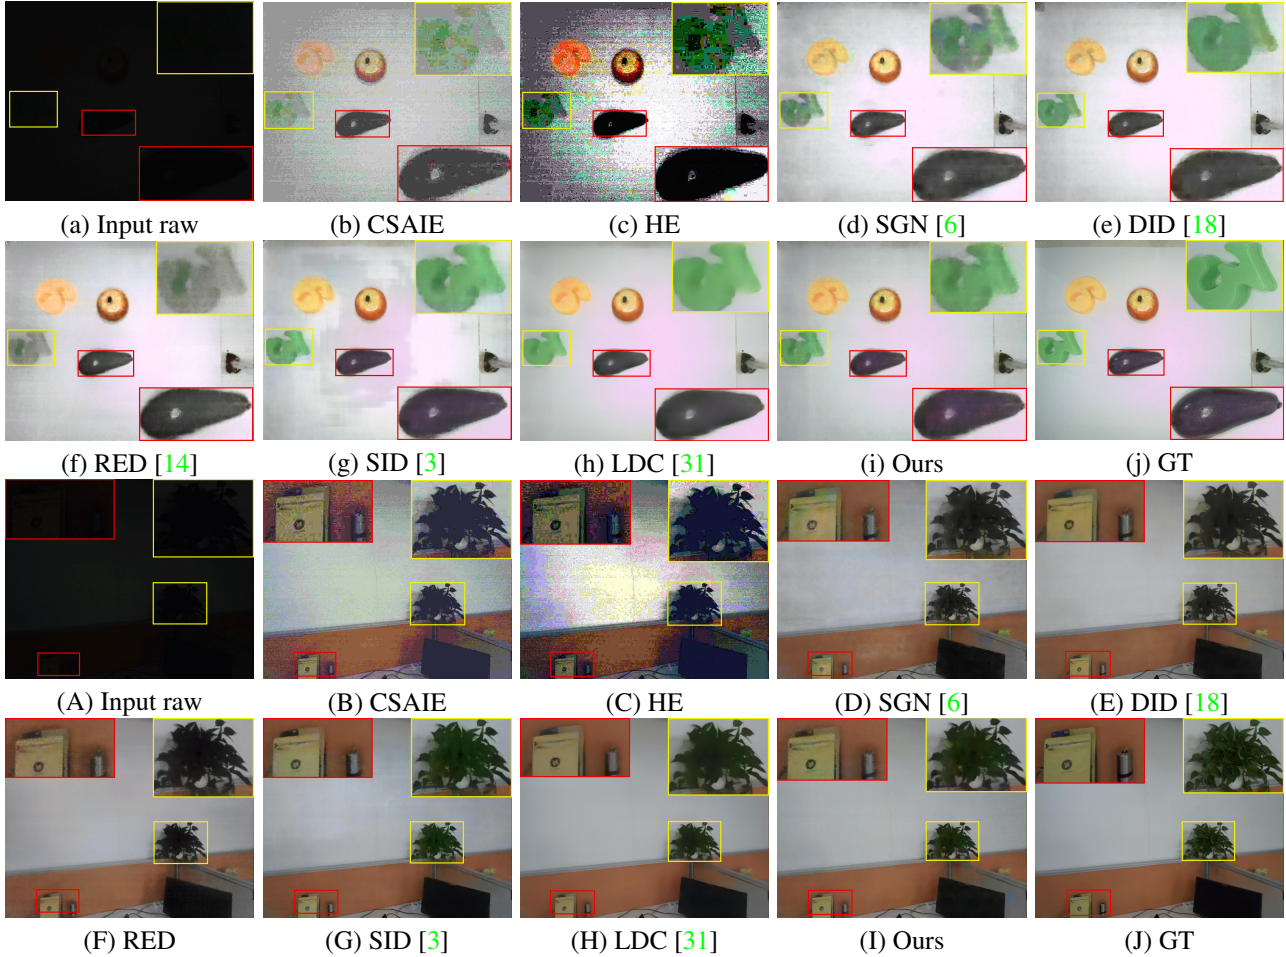 (a) Input raw (b) CSAIE (c) HE (d) SGN [6] (e) DID [18]
(f) RED [14] (g) SID [3] (h) LDC [31] (i) Ours (j) GT
(A) Input raw (B) CSAIE (C) HE (D) SGN [6] (E) DID [18]
(F) RED (G) SID [3] (H) LDC [31] (I) Ours (J) GT